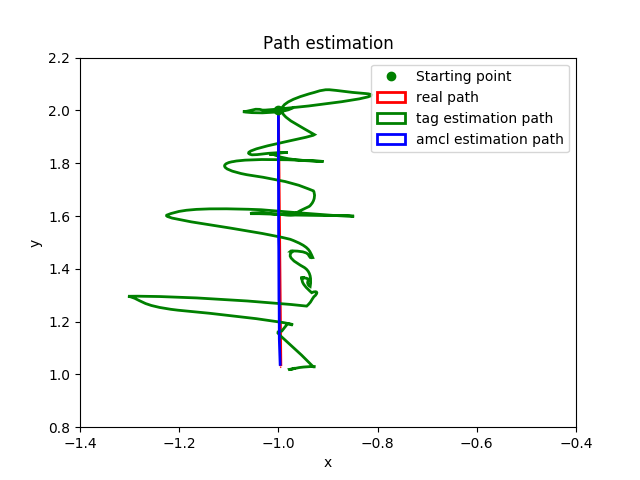 Path estimation
Starting point
real path
tag estimation path
amcl estimation path
2.2
2.0
1.8
1.6
1.4
1.2
1.0
0.8
y
−1.4
−1.2
−1.0
−0.8
−0.6
−0.4
x